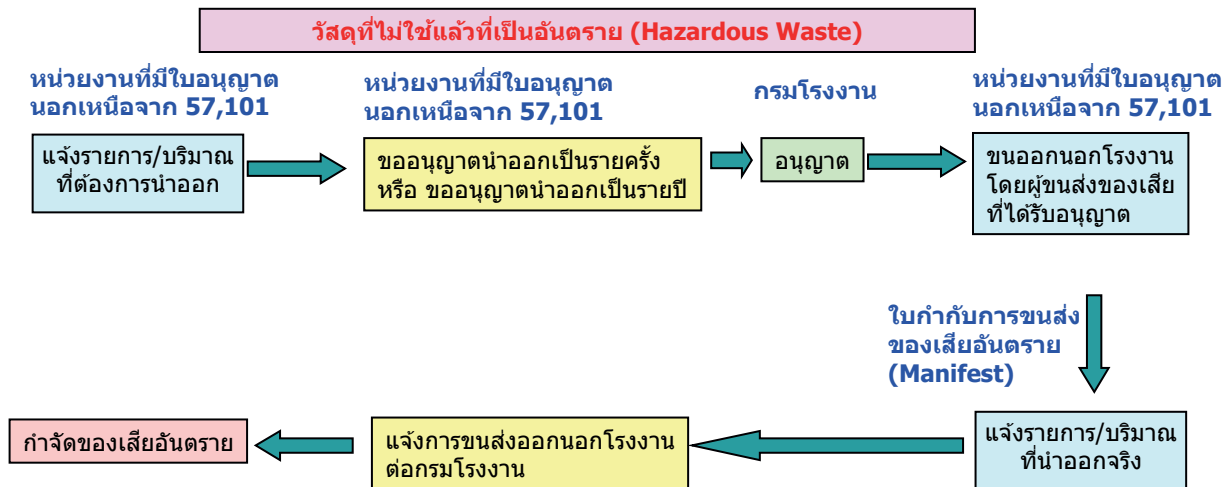 วัสดุที่ไม่ใช้แล้วที่เป็นอันตราย (Hazardous Waste)
หน่วยงานที่มีใบอนุญาต
นอกเหนือจาก 57,101
แจ้งรายการ/บริมาณ
ที่ต้องการนำออก
หน่วยงานที่มีใบอนุญาต
นอกเหนือจาก 57,101
ขออนุญาตนำออกเป็นรายครั้ง
หรือ ขออนุญาตนำออกเป็นรายปี
กรมโรงงาน
อนุญาต
หน่วยงานที่มีใบอนุญาต
นอกเหนือจาก 57,101
ขนออกนอกโรงงาน
โดยผู้ขนส่งของเสีย
ที่ได้รับอนุญาต
ใบกำกับการขนส่ง
ของเสียอันตราย
(Manifest)
แจ้งรายการ/บริมาณ
ที่นำออกจริง
แจ้งการขนส่งออกนอกโรงงาน
ต่อกรมโรงงาน
กำจัดของเสียอันตราย